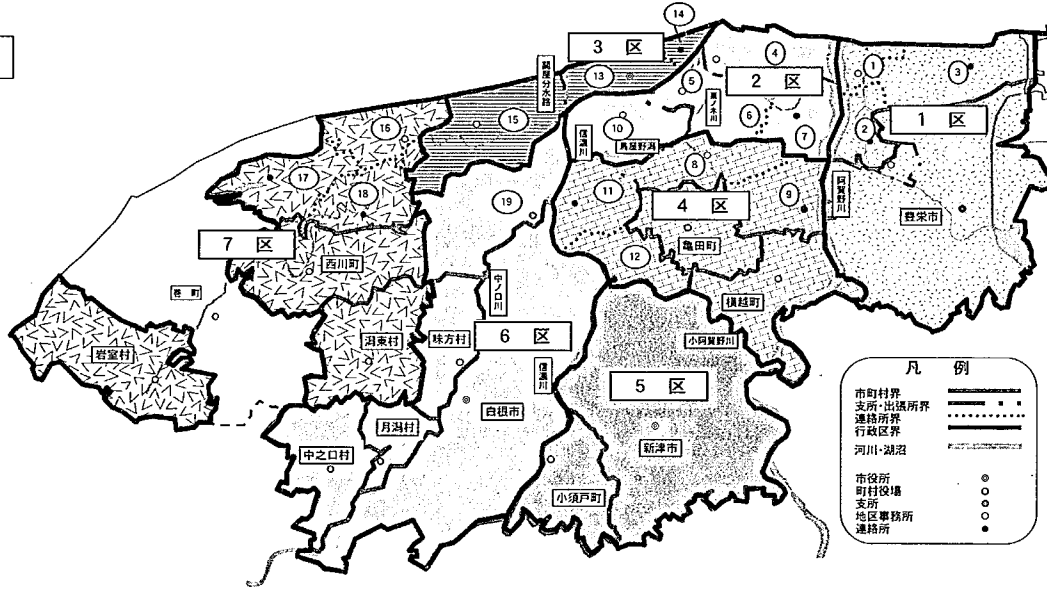 14
3 区
4
関屋分水路
13
5
2 区
1
3
栗ノ木川
15
信濃川
10
鳥屋野潟
6
7
2
1 区
16
8
17
18
11
9
阿賀野川
19
4 区
豊栄市
亀田町
7 区
12
西川町
中ノ口川
横越町
巻町
岩室村
潟東村
味方村
6 区
小阿賀野川
信濃川
5 区
白根市
月潟村
中之口村
新津市
小須戸町
凡 例
市町村界
支所・出張所界
連絡所界
行政区界
河川・湖沼
市役所
町村役場
支所
地区事務所
連絡所